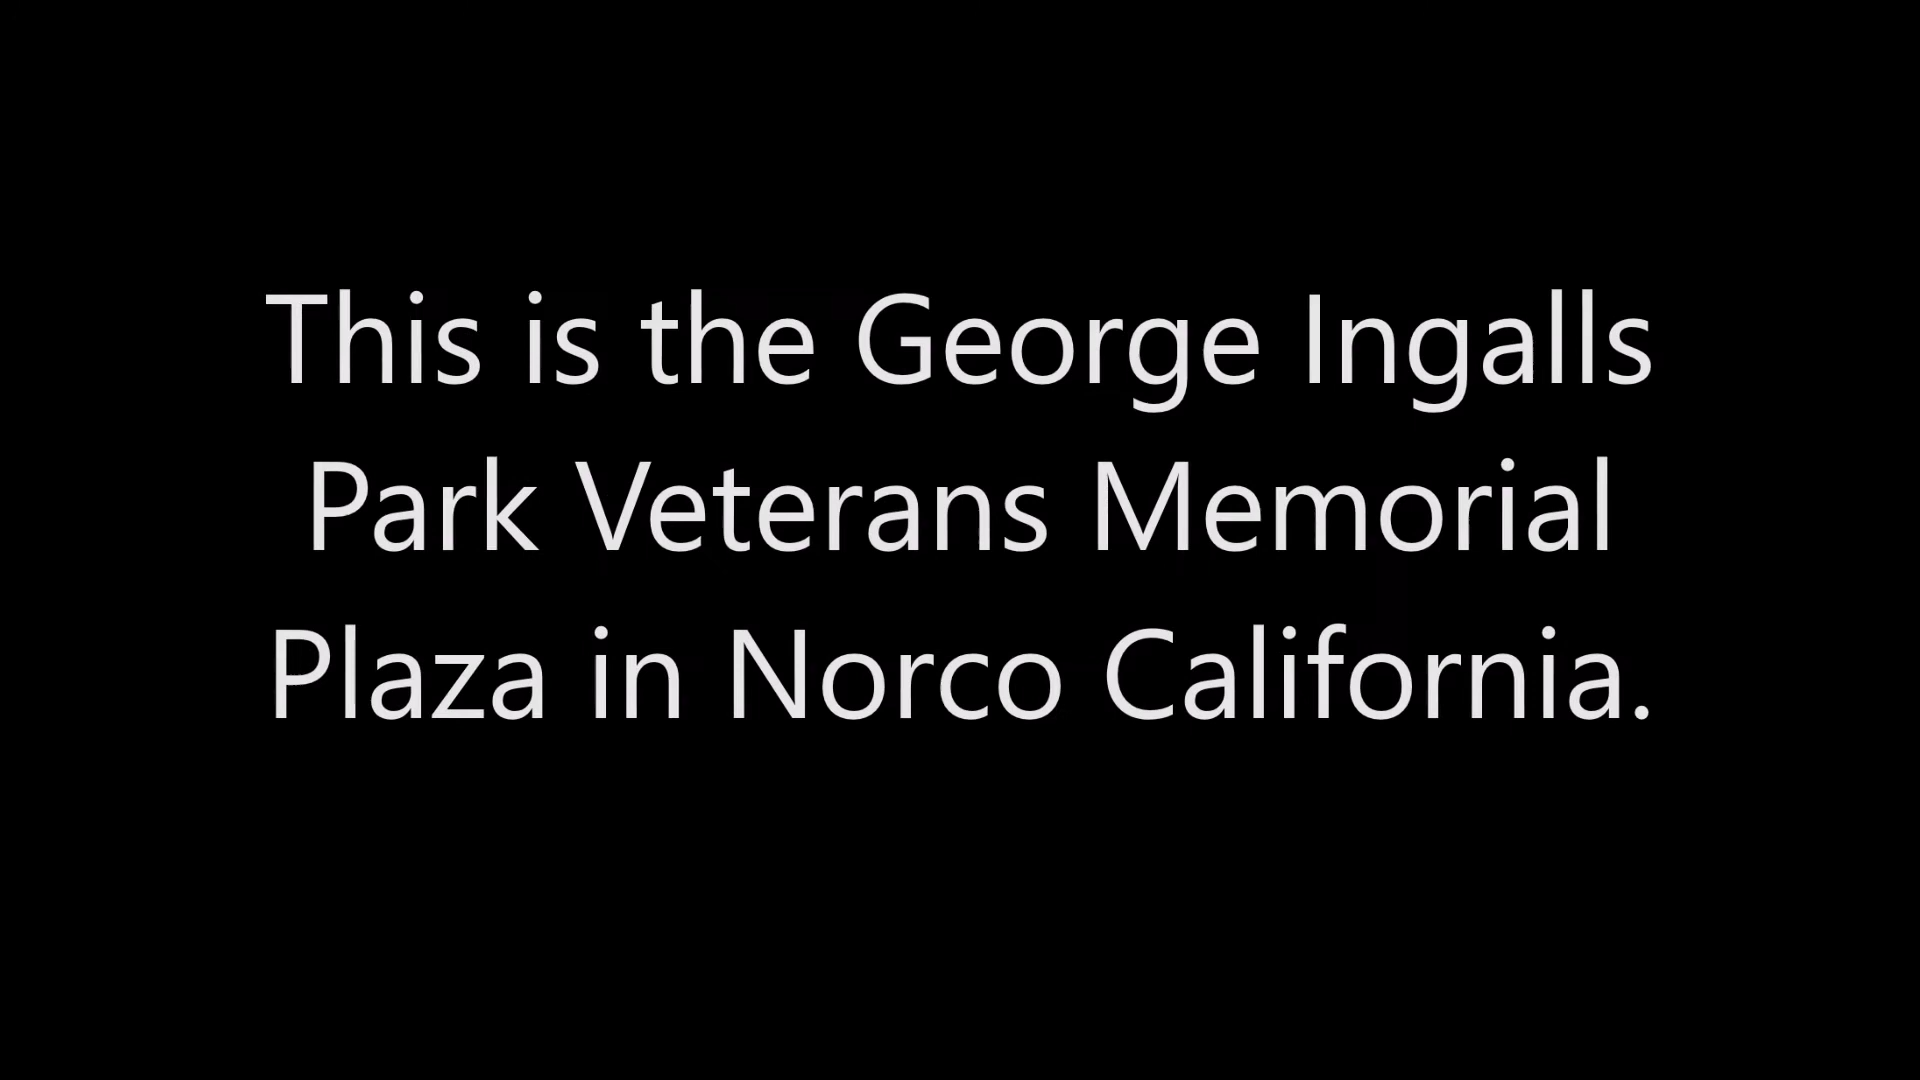 This is the George Ingalls
Park Veterans Memorial
Plaza in Norco California.